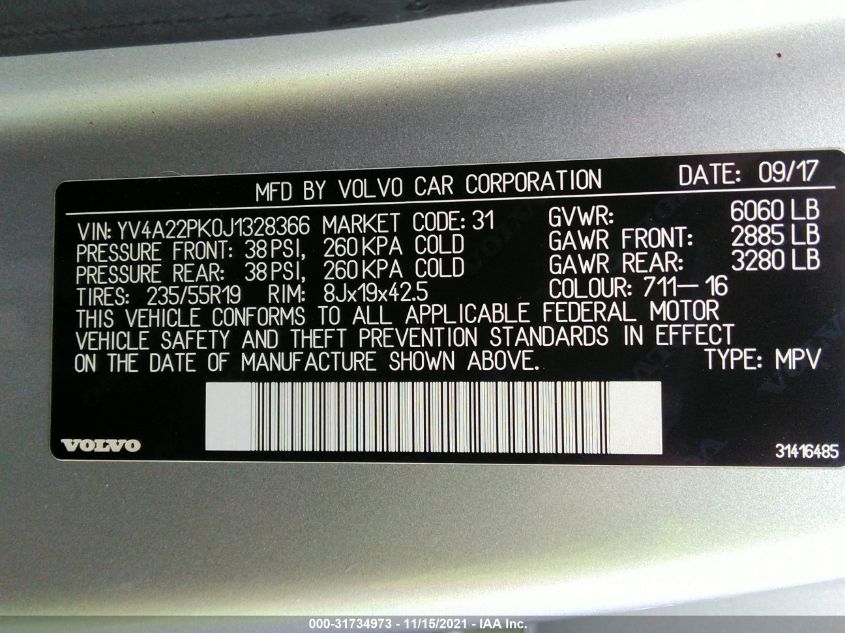 MFD BY VOLVO CAR CORPORATION DATE: 09/17
VIN: YV4A22PK0J1328366 MARKET CODE: 31 GVWR: 6060 LB
PRESSURE FRONT: 38 PSI, 260 KPA COLD GAWR FRONT: 2885 LB
PRESSURE REAR: 38 PSI, 260 KPA COLD GAWR REAR: 3280 LB
TIRES: 235/55R19 RIM: 8Jx19x42.5 COLOUR: 711-16
THIS VEHICLE CONFORMS TO ALL APPLICABLE FEDERAL MOTOR
VEHICLE SAFETY AND THEFT PREVENTION STANDARDS IN EFFECT
ON THE DATE OF MANUFACTURE SHOWN ABOVE. TYPE: MPV
VOLVO 31416485
000-31734973 - 11/15/2021 - IAA Inc.